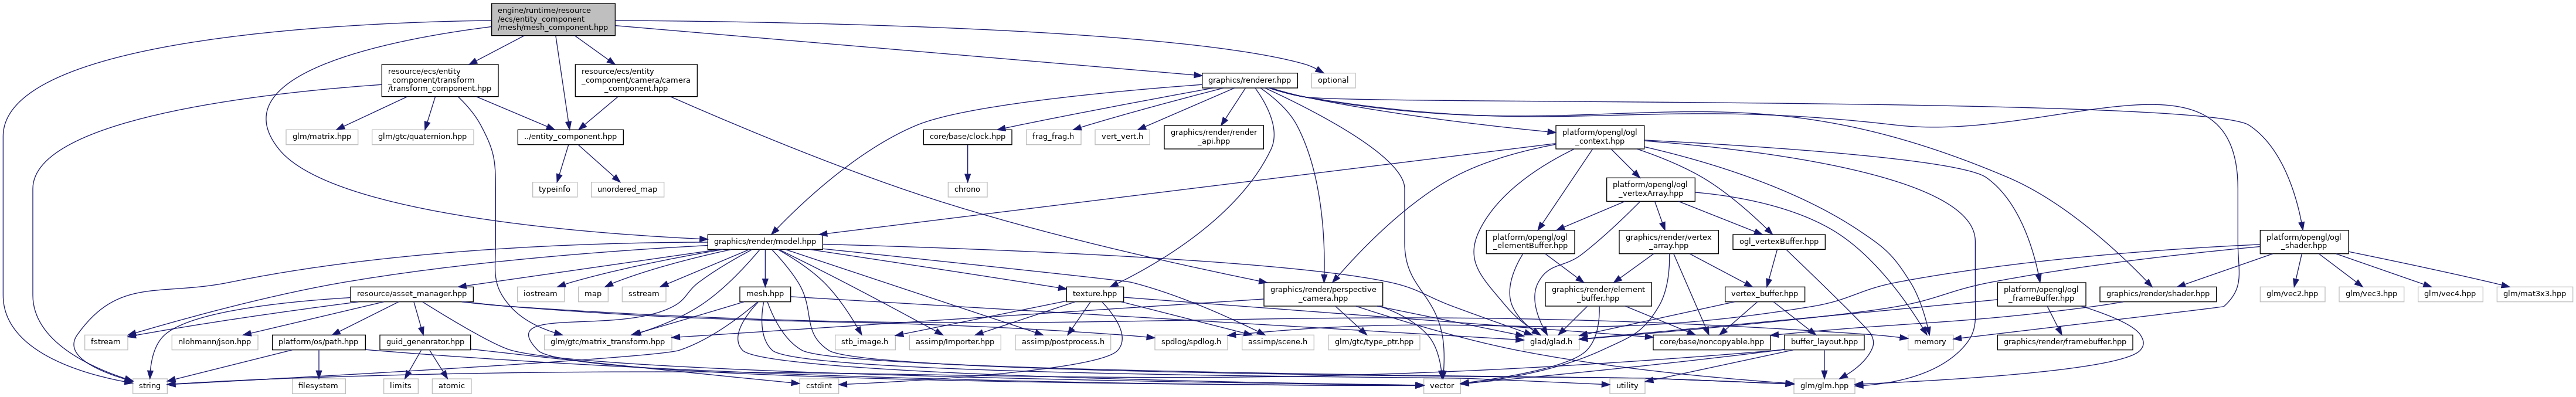 engine/runtime/resource
/ecs/entity_component
/mesh/mesh_component.hpp
resource/ecs/entity
_component/transform
/transform_component.hpp
resource/ecs/entity
_component/camera/camera
_component.hpp
graphics/renderer.hpp
optional
glm/matrix.hpp
glm/gtc/quaternion.hpp
../entity_component.hpp
core/base/clock.hpp
frag_frag.h
vert_vert.h
graphics/render/render
_api.hpp
platform/opengl/ogl
_context.hpp
typeinfo
unordered_map
chrono
platform/opengl/ogl
_vertexArray.hpp
graphics/render/model.hpp
platform/opengl/ogl
_elementBuffer.hpp
graphics/render/vertex
_array.hpp
ogl_vertexBuffer.hpp
platform/opengl/ogl
_shader.hpp
resource/asset_manager.hpp
iostream
map
sstream
mesh.hpp
texture.hpp
graphics/render/perspective
_camera.hpp
graphics/render/element
_buffer.hpp
vertex_buffer.hpp
platform/opengl/ogl
_frameBuffer.hpp
graphics/render/shader.hpp
glm/vec2.hpp
glm/vec3.hpp
glm/vec4.hpp
glm/mat3x3.hpp
fstream
nlohmann/json.hpp
platform/os/path.hpp
guid_genenrator.hpp
glm/gtc/matrix_transform.hpp
stb_image.h
assimp/Importer.hpp
assimp/postprocess.h
spdlog/spdlog.h
assimp/scene.h
glm/gtc/type_ptr.hpp
glad/glad.h
core/base/noncopyable.hpp
buffer_layout.hpp
memory
graphics/render/framebuffer.hpp
string
filesystem
limits
atomic
cstdint
vector
utility
glm/glm.hpp